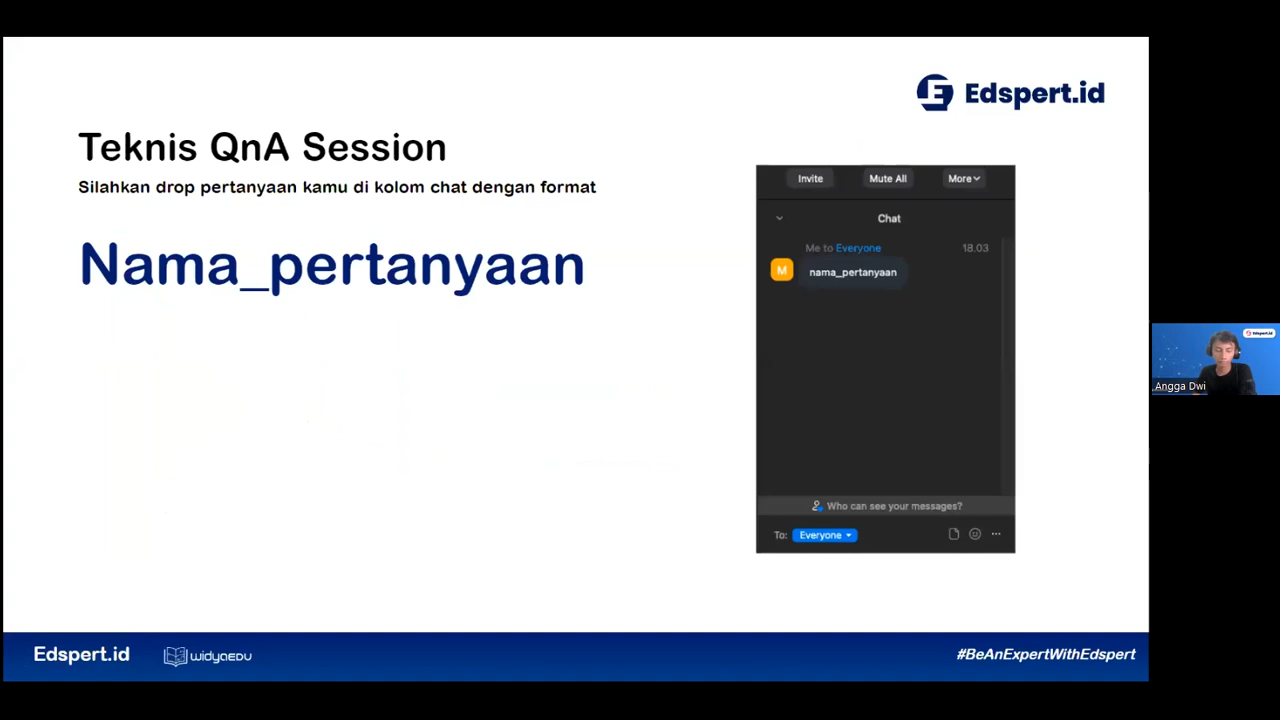 Edspert.id
Teknis QnA Session
Silahkan drop pertanyaan kamu di kolom chat dengan format
Nama_pertanyaan
Invite
Mute All
More
Chat
Me to Everyone
18.03
M
nama_pertanyaan
Who can see your messages?
To:
Everyone
Edspert.id
Angga Dwi
Edspert.id
WIDYAEDU
#BeAnExpertWithEdspert